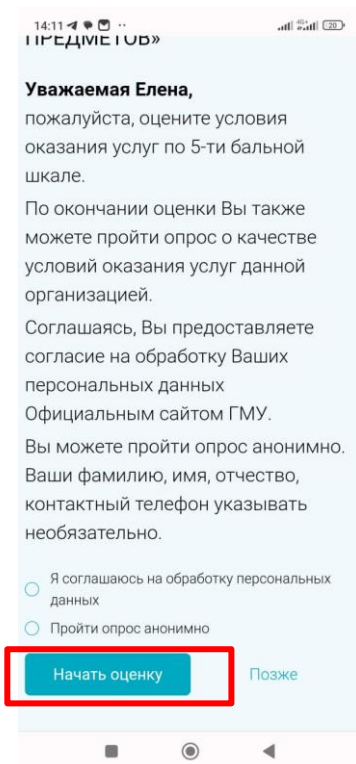 14:11
4G+
20
ПРЕДМЕТОВ»
Уважаемая Елена,
пожалуйста, оцените условия
оказания услуг по 5-ти бальной
шкале.
По окончании оценки Вы также
можете пройти опрос о качестве
условий оказания услуг данной
организацией.
Соглашаясь, Вы предоставляете
согласие на обработку Ваших
персональных данных
Официальным сайтом ГМУ.
Вы можете пройти опрос анонимно.
Ваши фамилию, имя, отчество,
контактный телефон указывать
необязательно.
Я соглашаюсь на обработку персональных
данных
Пройти опрос анонимно
Начать оценку
Позже